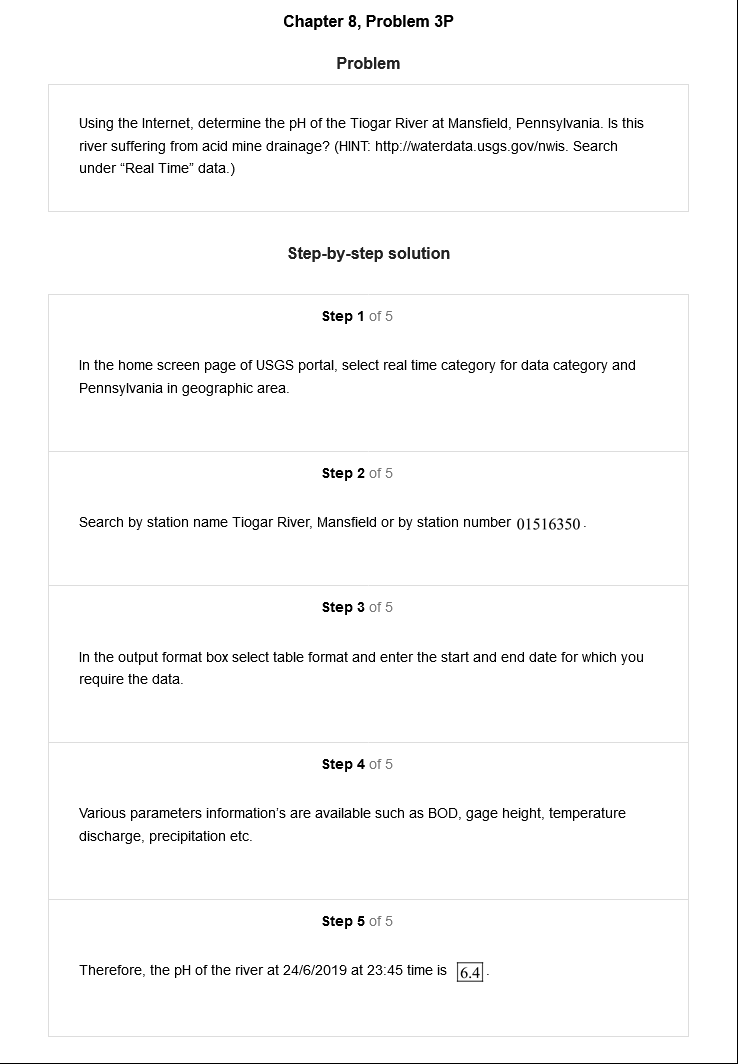 Chapter 8, Problem 3P
Problem
Using the Internet, determine the pH of the Tiogar River at Mansfield, Pennsylvania. Is this
river suffering from acid mine drainage? (HINT: http://waterdata.usgs.gov/nwis. Search
under “Real Time” data.)
Step-by-step solution
Step 1 of 5
In the home screen page of USGS portal, select real time category for data category and
Pennsylvania in geographic area.
Step 2 of 5
Search by station name Tiogar River, Mansfield or by station number 01516350.
Step 3 of 5
In the output format box select table format and enter the start and end date for which you
require the data.
Step 4 of 5
Various parameters information’s are available such as BOD, gage height, temperature
discharge, precipitation etc.
Step 5 of 5
Therefore, the pH of the river at 24/6/2019 at 23:45 time is 6.4.